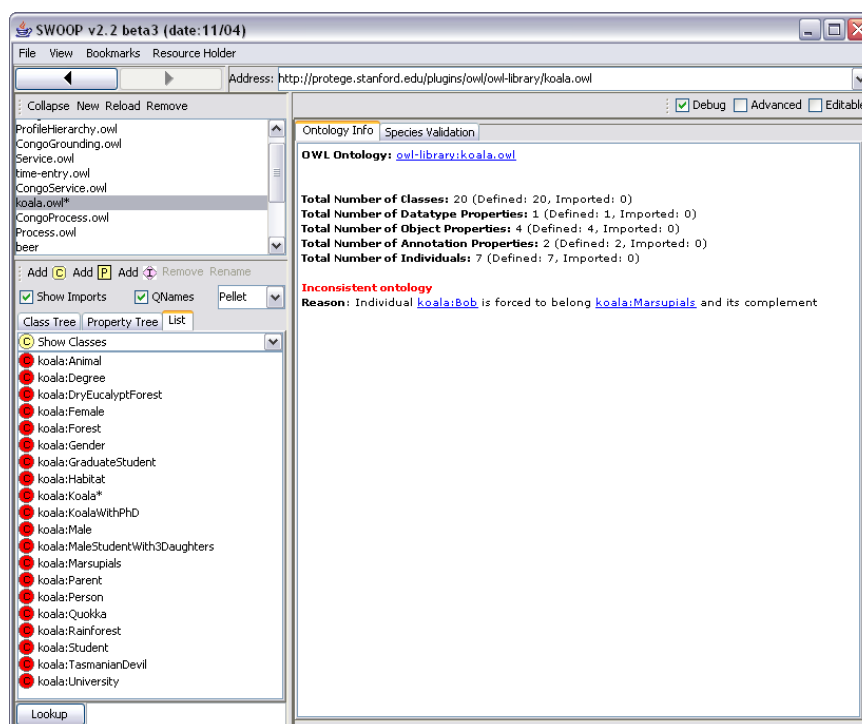 SWOOP v2.2 beta3 (date:11/04)
File View Bookmarks Resource Holder
Address: http://protege.stanford.edu/plugins/owl/owl-library/koala.owl
Collapse New Reload Remove
Debug Advanced Editable
ProfileHierarchy.owl
CongoGrounding.owl
Service.owl
time-entry.owl
CongoService.owl
koala.owl*
CongoProcess.owl
Process.owl
beer
Add C Add P Add I Remove Rename
Show Imports QNames Pellet
Class Tree Property Tree List
C Show Classes
C koala:Animal
C koala:Degree
C koala:DryEucalyptForest
C koala:Female
C koala:Forest
C koala:Gender
C koala:GraduateStudent
C koala:Habitat
C koala:Koala*
C koala:KoalaWithPhD
C koala:Male
C koala:MaleStudentWith3Daughters
C koala:Marsupials
C koala:Parent
C koala:Person
C koala:Quokka
C koala:Rainforest
C koala:Student
C koala:TasmanianDevil
C koala:University
Lookup
Ontology Info Species Validation
OWL Ontology: owl-library:koala.owl
Total Number of Classes: 20 (Defined: 20, Imported: 0)
Total Number of Datatype Properties: 1 (Defined: 1, Imported: 0)
Total Number of Object Properties: 4 (Defined: 4, Imported: 0)
Total Number of Annotation Properties: 2 (Defined: 2, Imported: 0)
Total Number of Individuals: 7 (Defined: 7, Imported: 0)
Inconsistent ontology
Reason: Individual koala:Bob is forced to belong koala:Marsupials and its complement